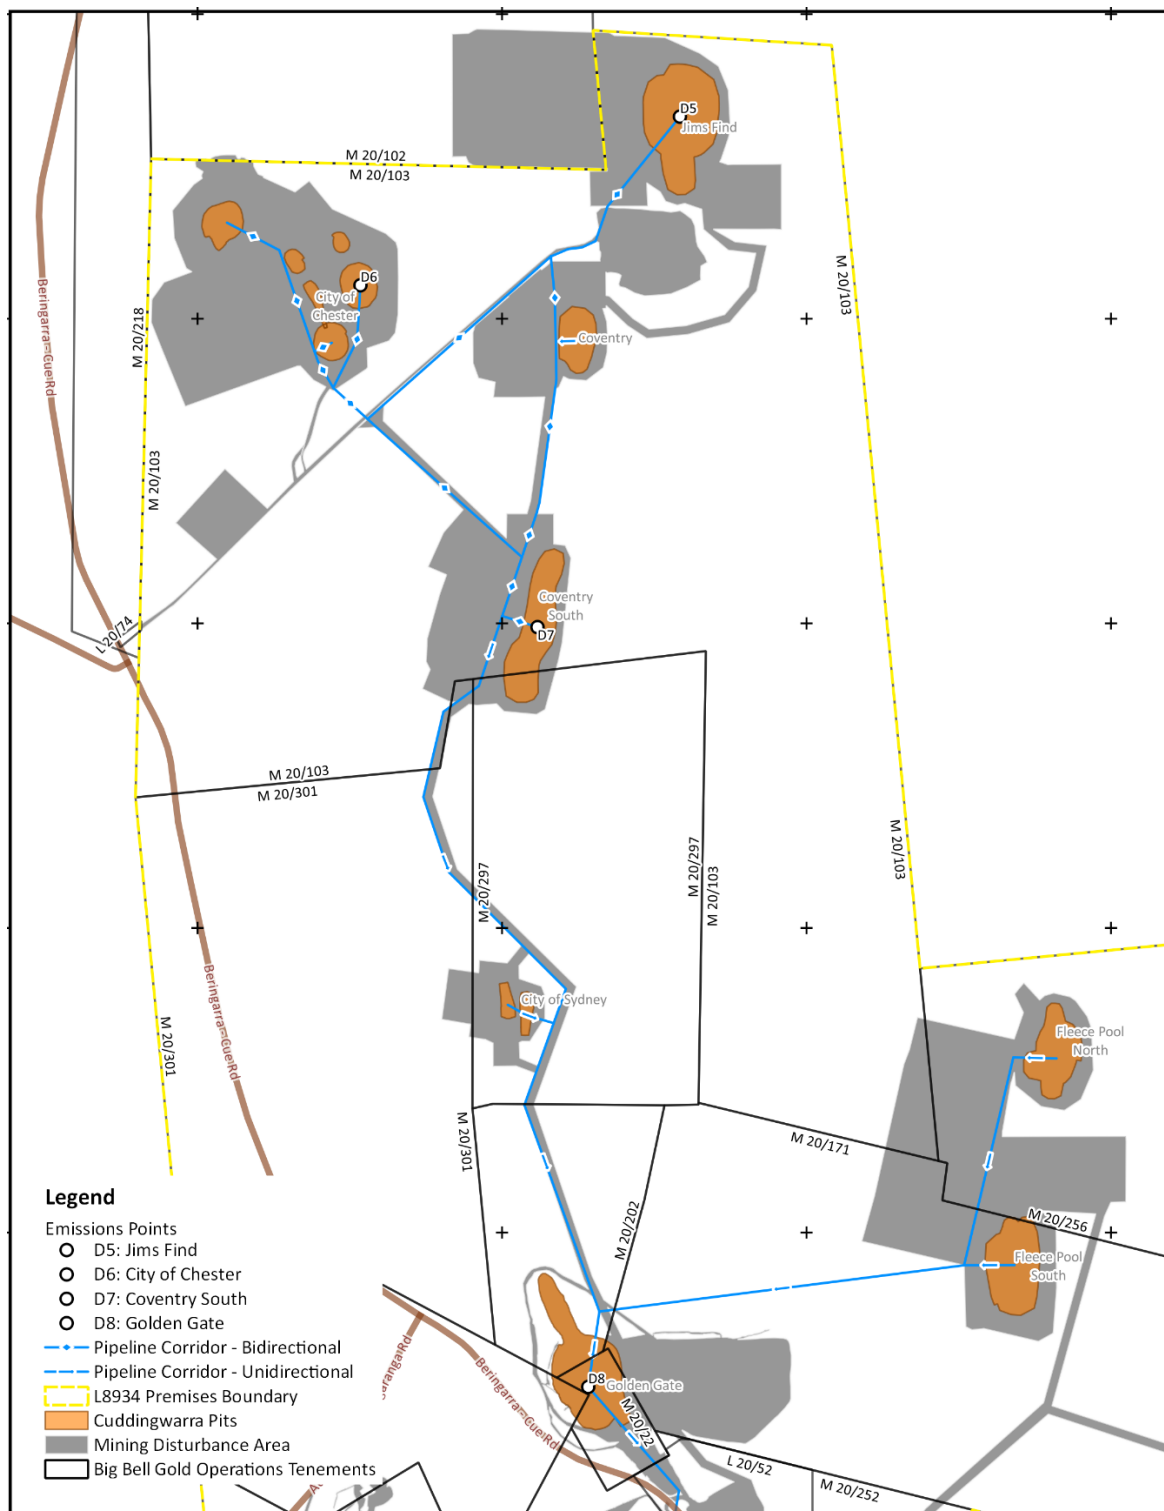 D5
Jims Find
M 20/102
M 20/103
D6
City of
Chester
Coventry
M 20/103
Beringarra-Cue Rd
M 20/218
M 20/103
Coventry
South
D7
L 20/74
M 20/103
M 20/301
M 20/297
M 20/297
M 20/103
M 20/103
City of Sydney
Beringarra-Cue Rd
M 20/301
Fleece Pool
North
M 20/301
M 20/171
M 20/202
M 20/256
Fleece Pool
South
Legend
Emissions Points
D5: Jims Find
D6: City of Chester
D7: Coventry South
D8: Golden Gate
Pipeline Corridor - Bidirectional
Pipeline Corridor - Unidirectional
L8934 Premises Boundary
Cuddingwarra Pits
Mining Disturbance Area
Big Bell Gold Operations Tenements
Beringarra-Cue Rd
D8
Golden Gate
M 20/22
L 20/52
M 20/252